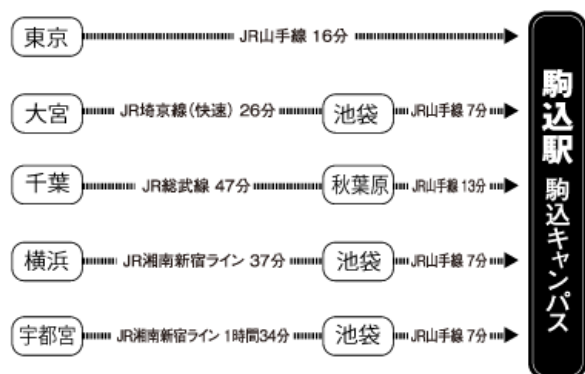 東京 JR山手線 16分
大宮 JR埼京線(快速) 26分 池袋 JR山手線 7分
千葉 JR総武線 47分 秋葉原 JR山手線 13分
横浜 JR湘南新宿ライン 37分 池袋 JR山手線 7分
宇都宮 JR湘南新宿ライン 1時間34分 池袋 JR山手線 7分
駒込駅 駒込キャンパス